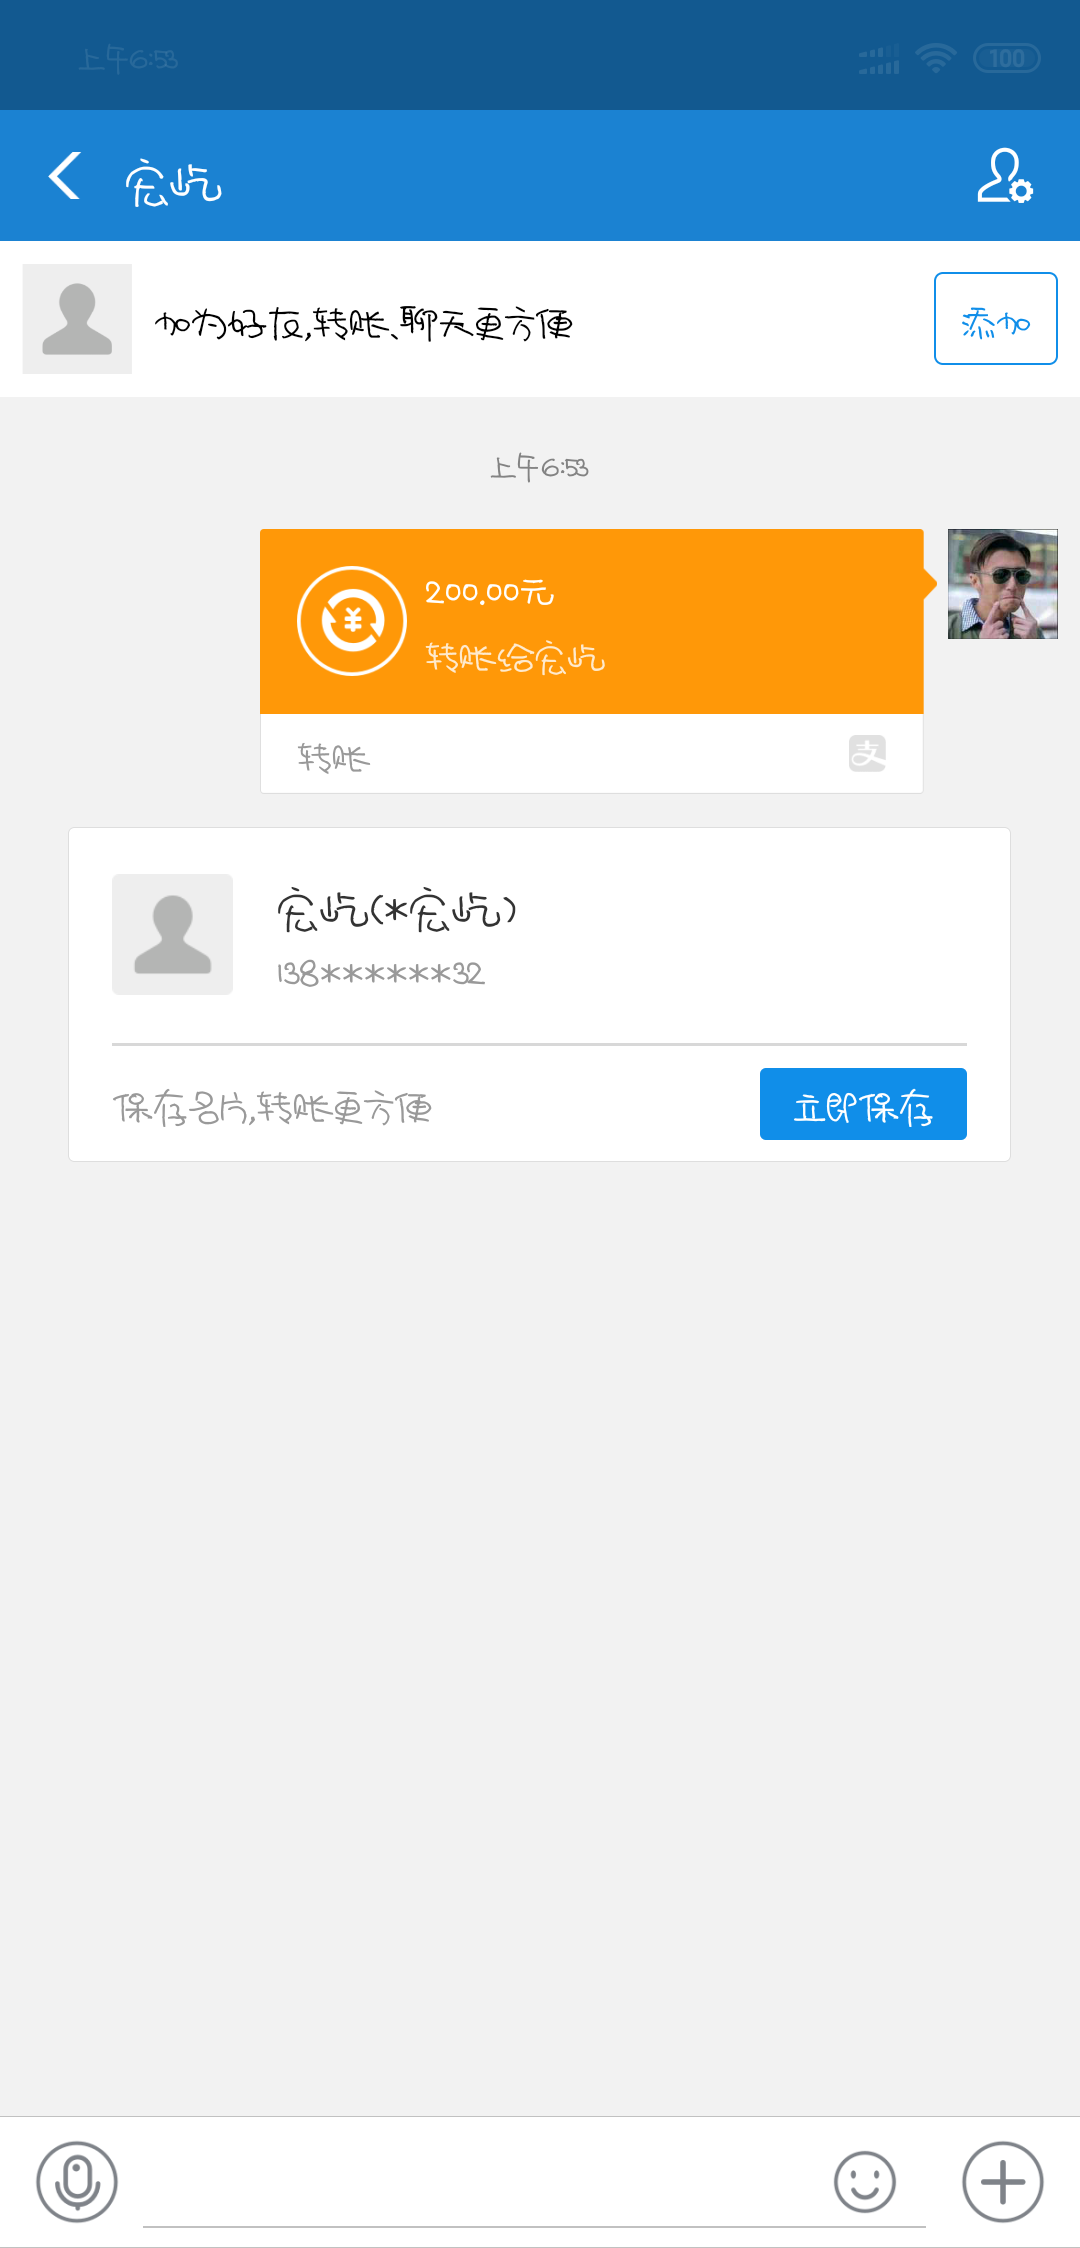 上午6:53
100
宏屹
加为好友,转账、聊天更方便
添加
上午6:53
200.00元
转账给宏屹
转账
支
宏屹(*宏屹)
138******32
保存名片,转账更方便
立即保存